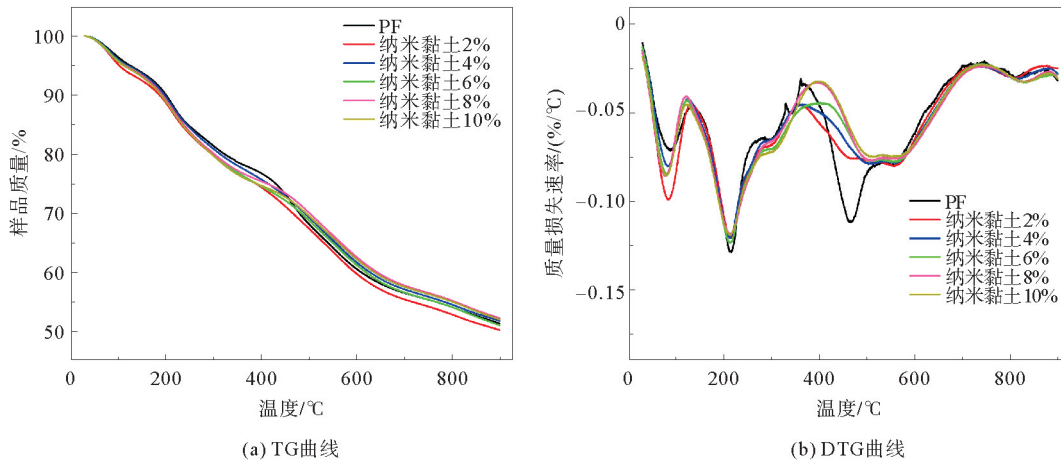 100
90
80
70
60
50
0
200
400
600
800
样品质量/%
温度/℃
PF
纳米黏土2%
纳米黏土4%
纳米黏土6%
纳米黏土8%
纳米黏土10%
(a) TG曲线
0
−0.05
−0.10
−0.15
0
200
400
600
800
质量损失速率/(%/℃)
温度/℃
PF
纳米黏土2%
纳米黏土4%
纳米黏土6%
纳米黏土8%
纳米黏土10%
(b) DTG曲线